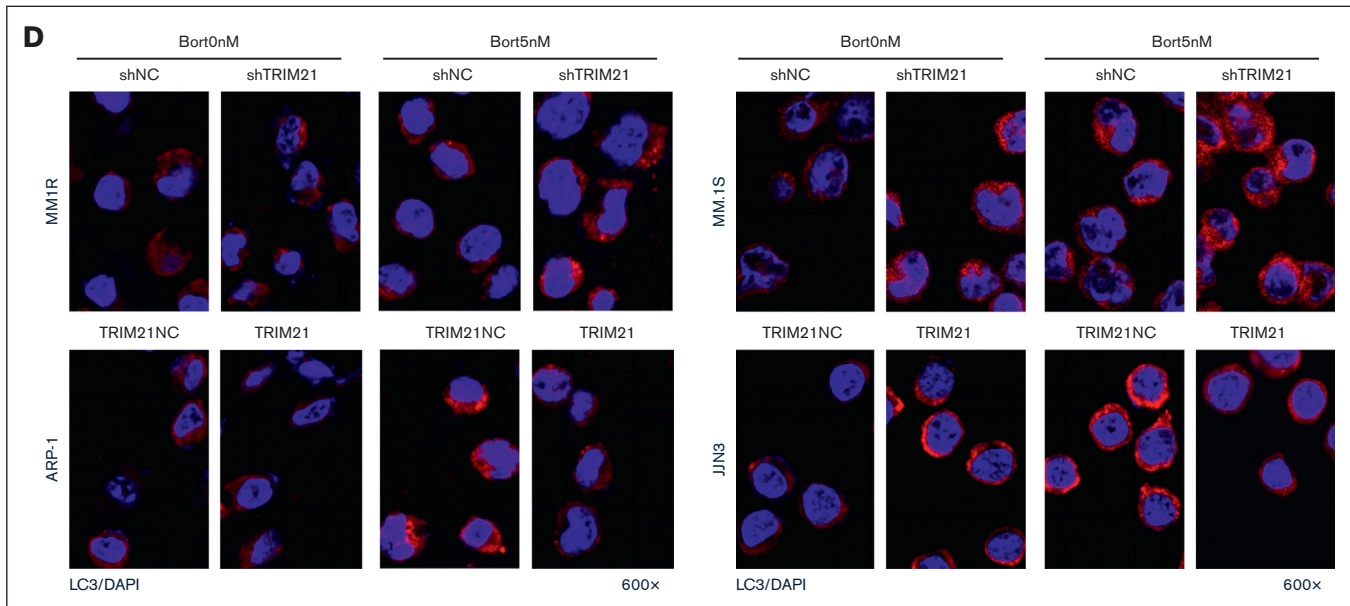 D
Bort0nM Bort5nM Bort0nM Bort5nM
shNC shTRIM21 shNC shTRIM21 shNC shTRIM21 shNC shTRIM21
MM1R
MM.1S
TRIM21NC TRIM21 TRIM21NC TRIM21 TRIM21NC TRIM21 TRIM21NC TRIM21
ARP-1
JJN3
LC3/DAPI 600× LC3/DAPI 600×